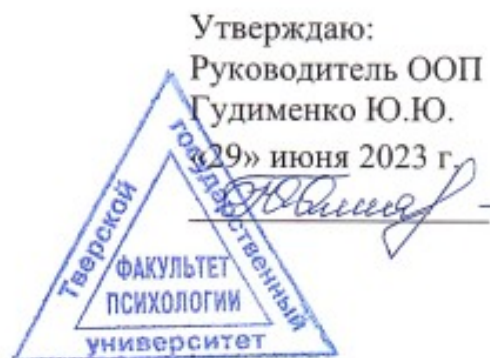 Утверждаю:
Руководитель ООП
Гудименко Ю.Ю.
«29» июня 2023 г.
Тверской
государственный
университет
ФАКУЛЬТЕТ
ПСИХОЛОГИИ